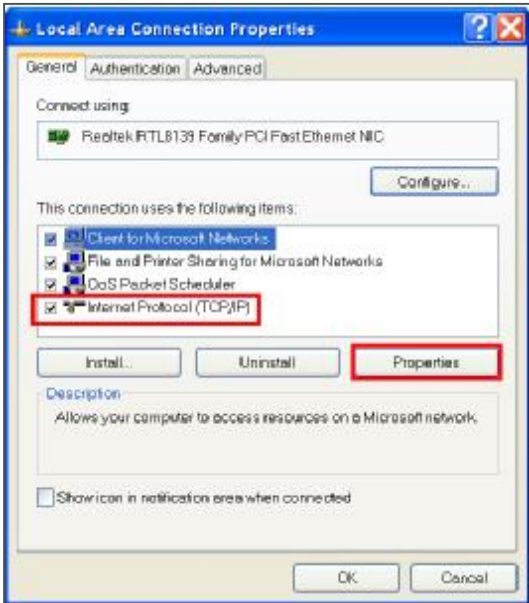 Local Area Connection Properties
General Authentication Advanced
Connect using:
Realtek RTL8139 Family PCI Fast Ethernet NIC
Configure...
This connection uses the following items:
Client for Microsoft Networks
File and Printer Sharing for Microsoft Networks
QoS Packet Scheduler
Internet Protocol (TCP/IP)
Install... Uninstall Properties
Description
Allows your computer to access resources on a Microsoft network.
Show icon in notification area when connected
OK Cancel